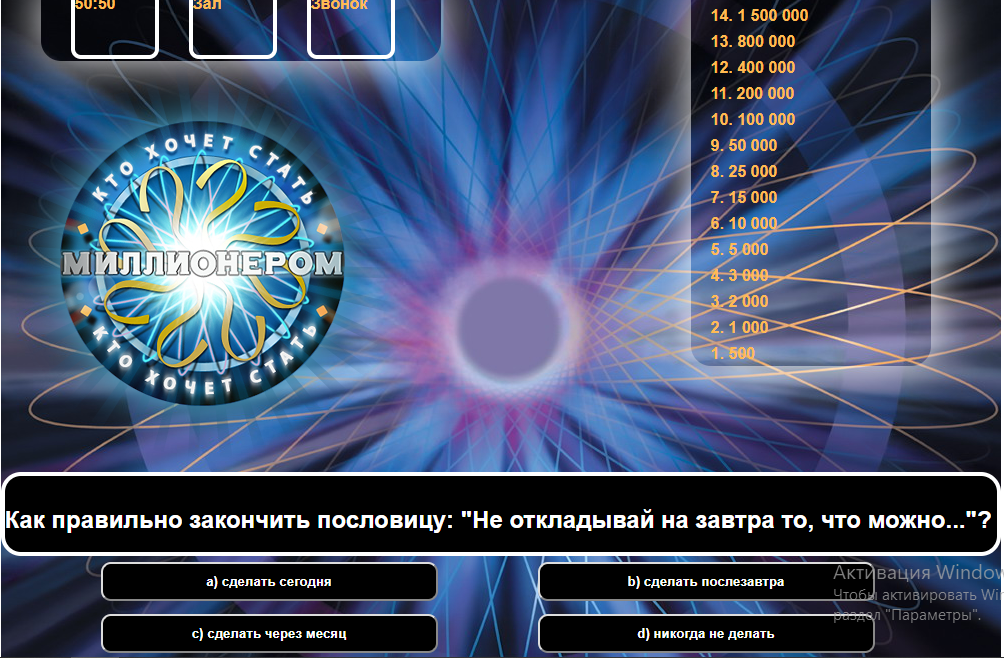 50:50
Зал
Звонок
14. 1 500 000
13. 800 000
12. 400 000
11. 200 000
10. 100 000
9. 50 000
8. 25 000
7. 15 000
6. 10 000
5. 5 000
4. 3 000
3. 2 000
2. 1 000
1. 500
КТО ХОЧЕТ СТАТЬ
МИЛЛИОНЕРОМ
КТО ХОЧЕТ СТАТЬ
Как правильно закончить пословицу: "Не откладывай на завтра то, что можно..."?
a) сделать сегодня
b) сделать послезавтра
c) сделать через месяц
d) никогда не делать
Активация Window
Чтобы активировать Wi
раздел "Параметры".